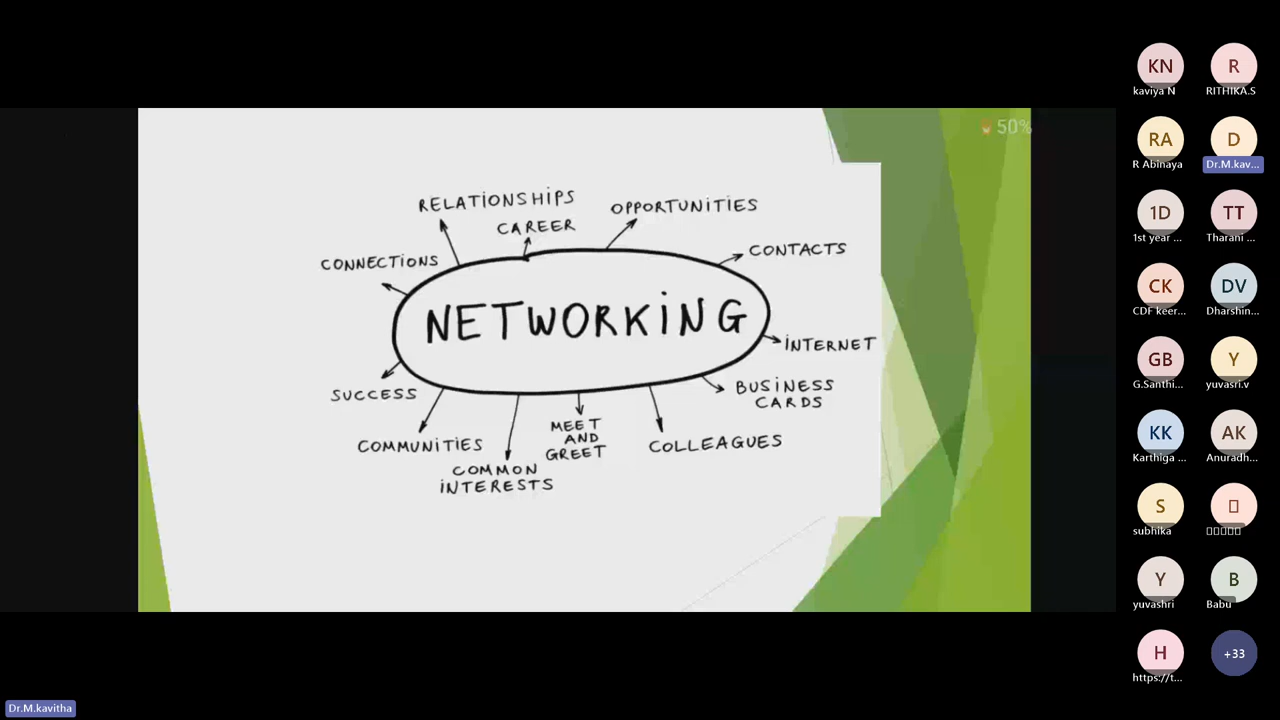 50%
RELATIONSHIPS
OPPORTUNITIES
CAREER
CONTACTS
CONNECTIONS
NETWORKING
INTERNET
SUCCESS
BUSINESS
CARDS
COMMUNITIES
MEET
AND
GREET
COLLEAGUES
COMMON
INTERESTS
KN
R
kaviya N
RITHIKA.S
RA
D
R Abinaya
Dr.M.kav...
1D
TT
1st year ...
Tharani ...
CK
DV
CDF keer...
Dharshin...
GB
Y
G.Santhi...
yuvasri.v
KK
AK
Karthiga ...
Anuradh...
S
subhika
Y
B
yuvashri
Babu
H
+33
https://t...
Dr.M.kavitha